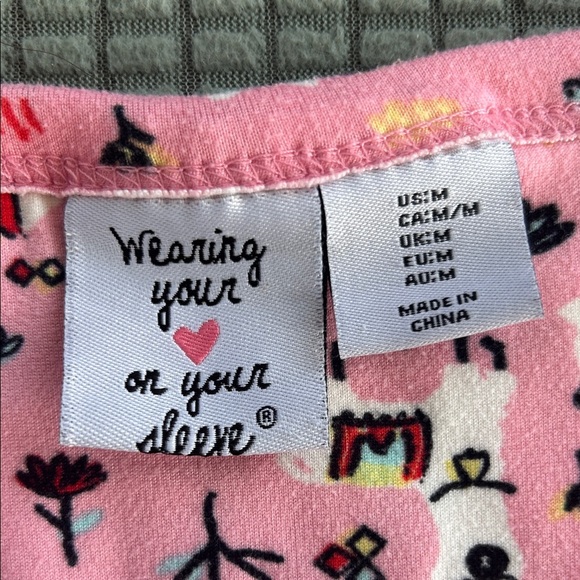 Wearing
your
on your
sleeve®
US:M
CA:M/M
UK:M
EU:M
AU:M
MADE IN
CHINA